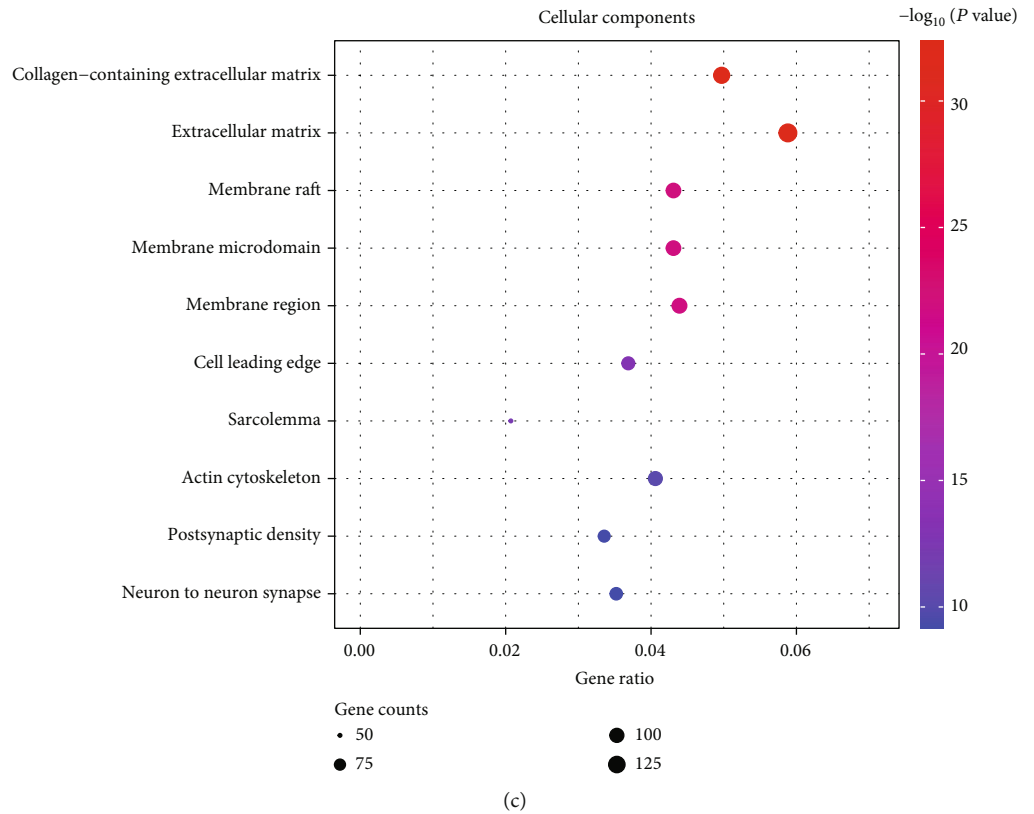 Cellular components
−log10 (P value)
Collagen−containing extracellular matrix
Extracellular matrix
Membrane raft
Membrane microdomain
Membrane region
Cell leading edge
Sarcolemma
Actin cytoskeleton
Postsynaptic density
Neuron to neuron synapse
30
25
20
15
10
0.00 0.02 0.04 0.06
Gene ratio
Gene counts
50 100
75 125
(c)